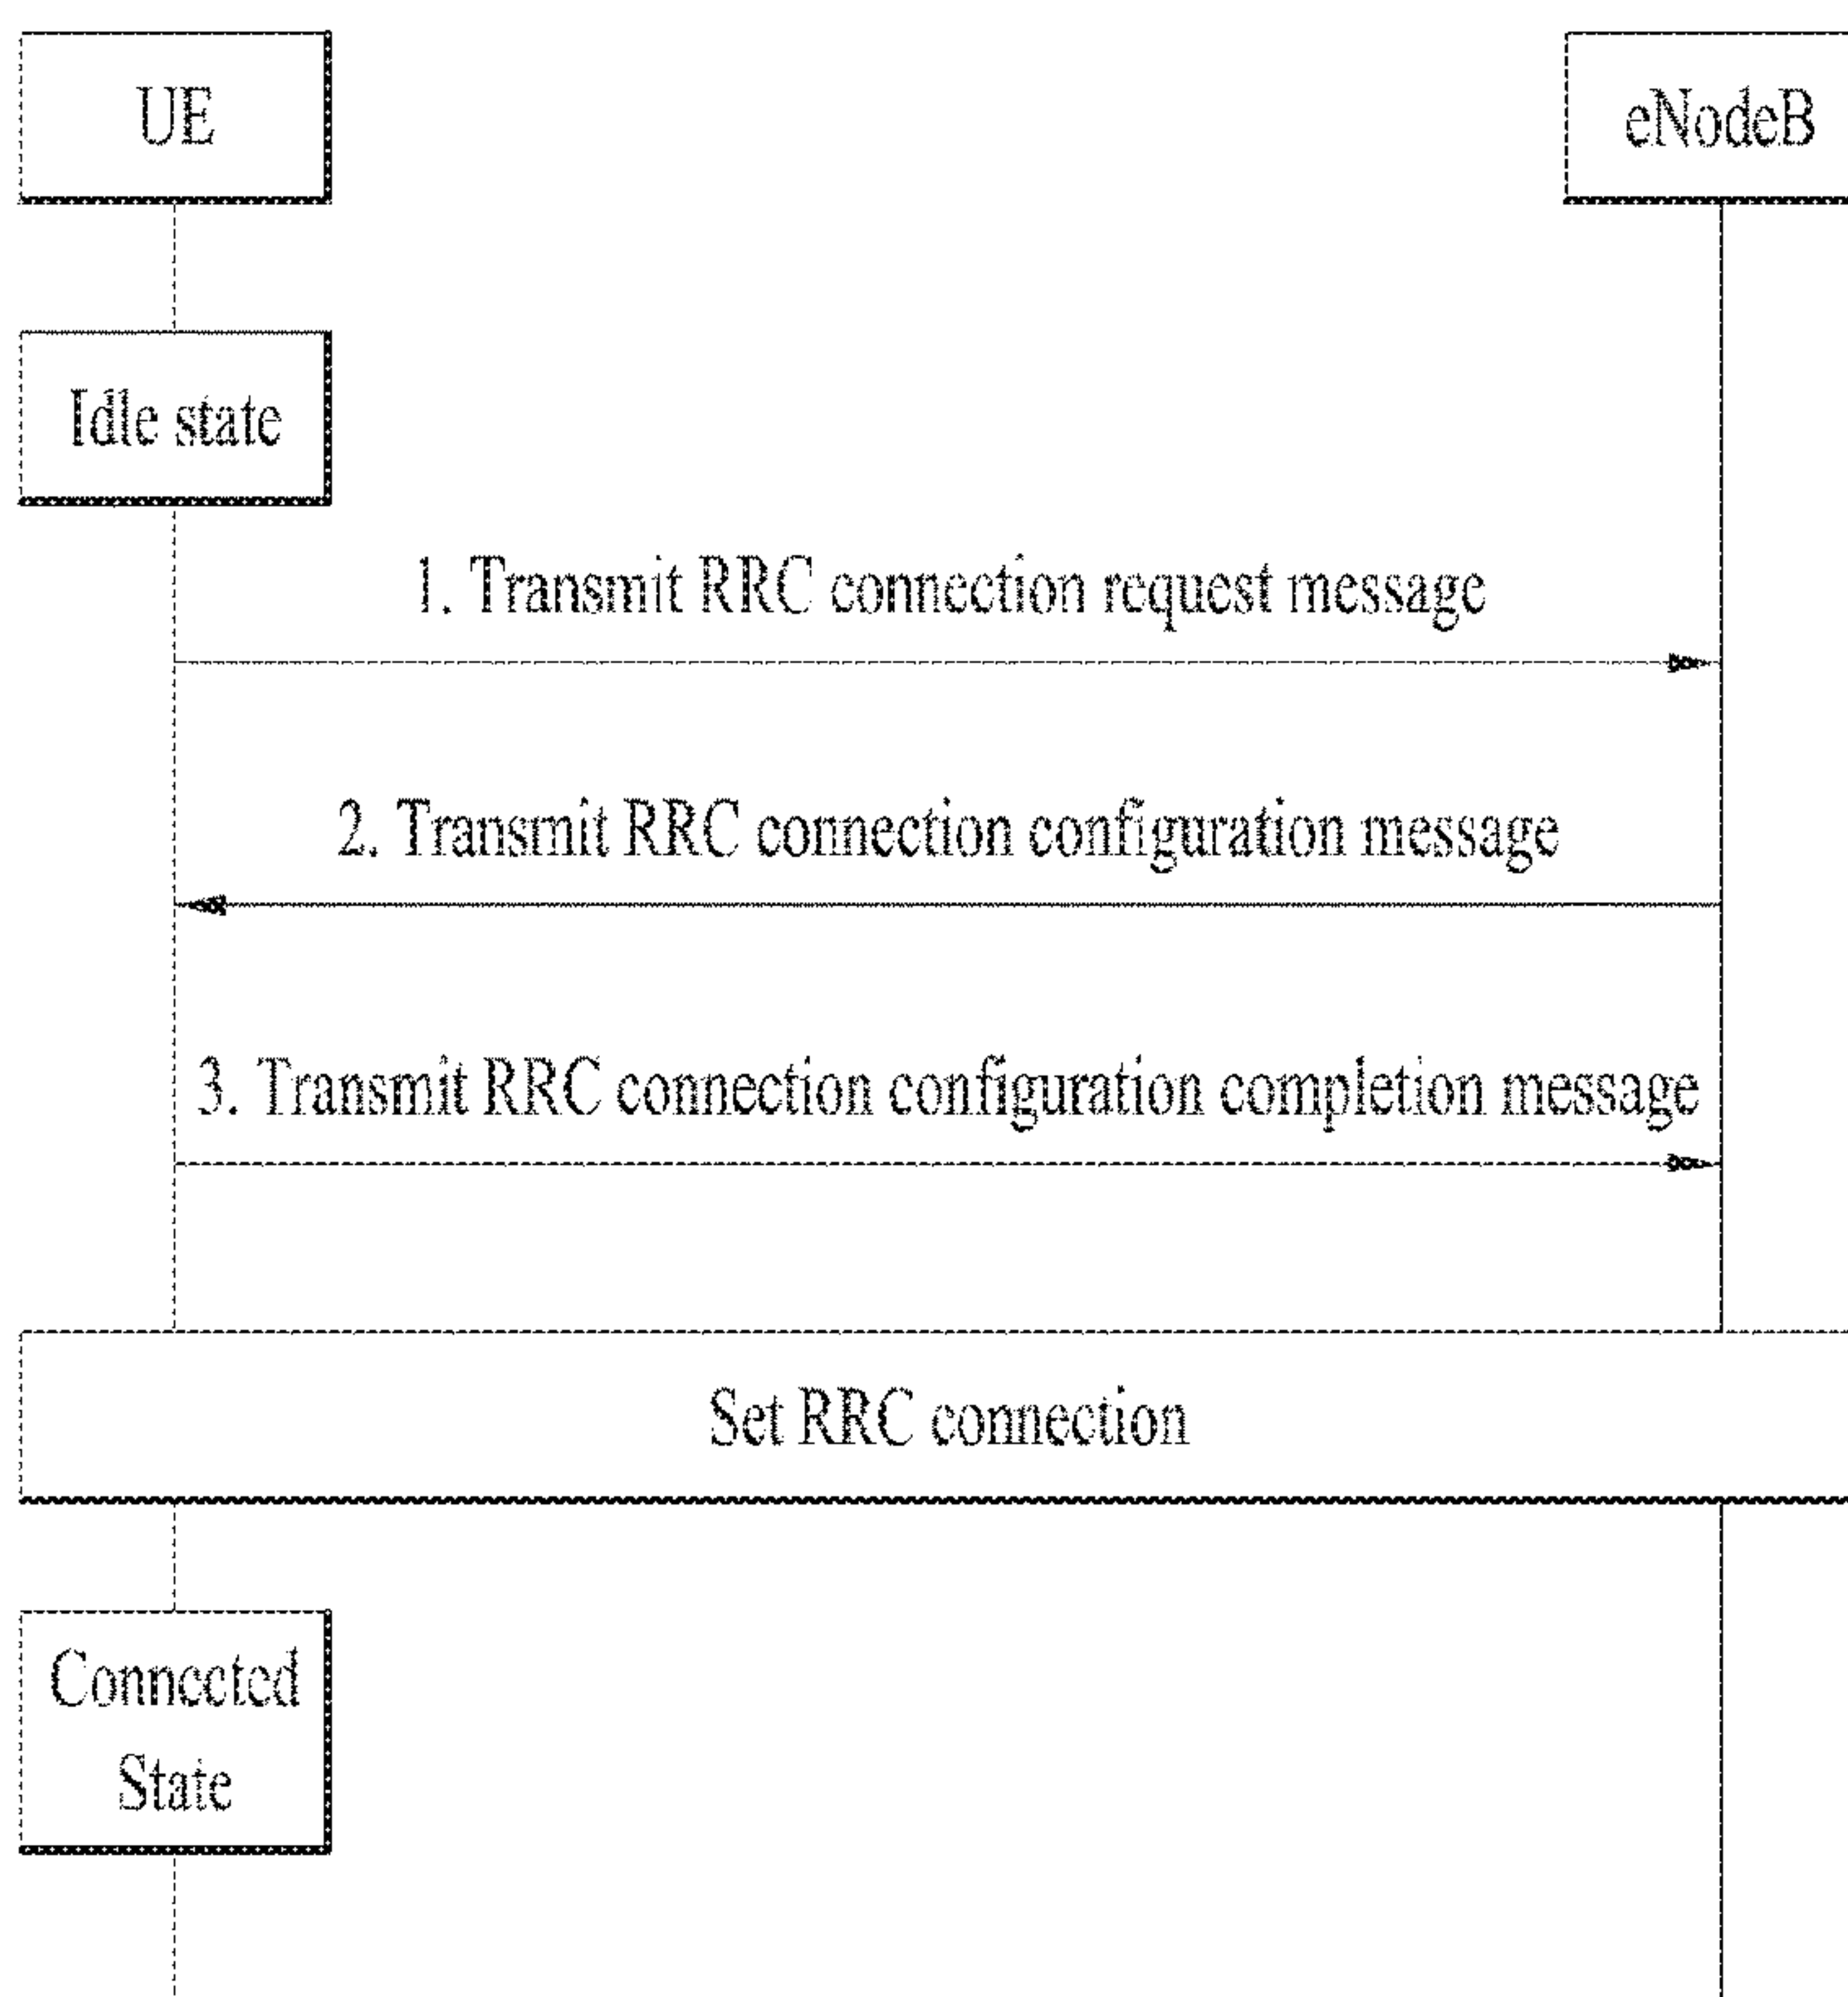 UE
eNodeB
Idle state
1. Transmit RRC connection request message
2. Transmit RRC connection configuration message
3. Transmit RRC connection configuration completion message
Set RRC connection
Connected
State